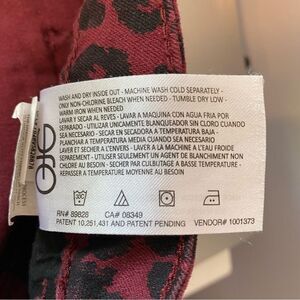 WASH AND DRY INSIDE OUT - MACHINE WASH COLD SEPARATELY -
ONLY NON-CHLORINE BLEACH WHEN NEEDED - TUMBLE DRY LOW -
WARM IRON WHEN NEEDED
LAVAR Y SECAR AL REVES - LAVAR A MAQUINA CON AGUA FRIA POR
SEPARADO - UTILIZAR UNICAMENTE BLANQUEADOR SIN CLORO CUANDO
SEA NECESARIO - SECAR EN SECADORA A TEMPERATURA BAJA -
PLANCHAR A TEMPERATURA MEDIA CUANDO SEA NECESARIO
LAVER ET SECHER A L'ENVERS - LAVER A LA MACHINE A L'EAU FROIDE
SEPAREMENT - UTILISER SEULEMENT UN AGENT DE BLANCHIMENT NON
CHLORE AU BESOIN - SECHER PAR CULBUTAGE A BASSE TEMPERATURE -
REPASSER A TEMPERATURE MOYENNE AU BESOIN
RN# 89828 CA# 08349
PATENT 10,251,431 AND PATENT PENDING VENDOR# 1001373